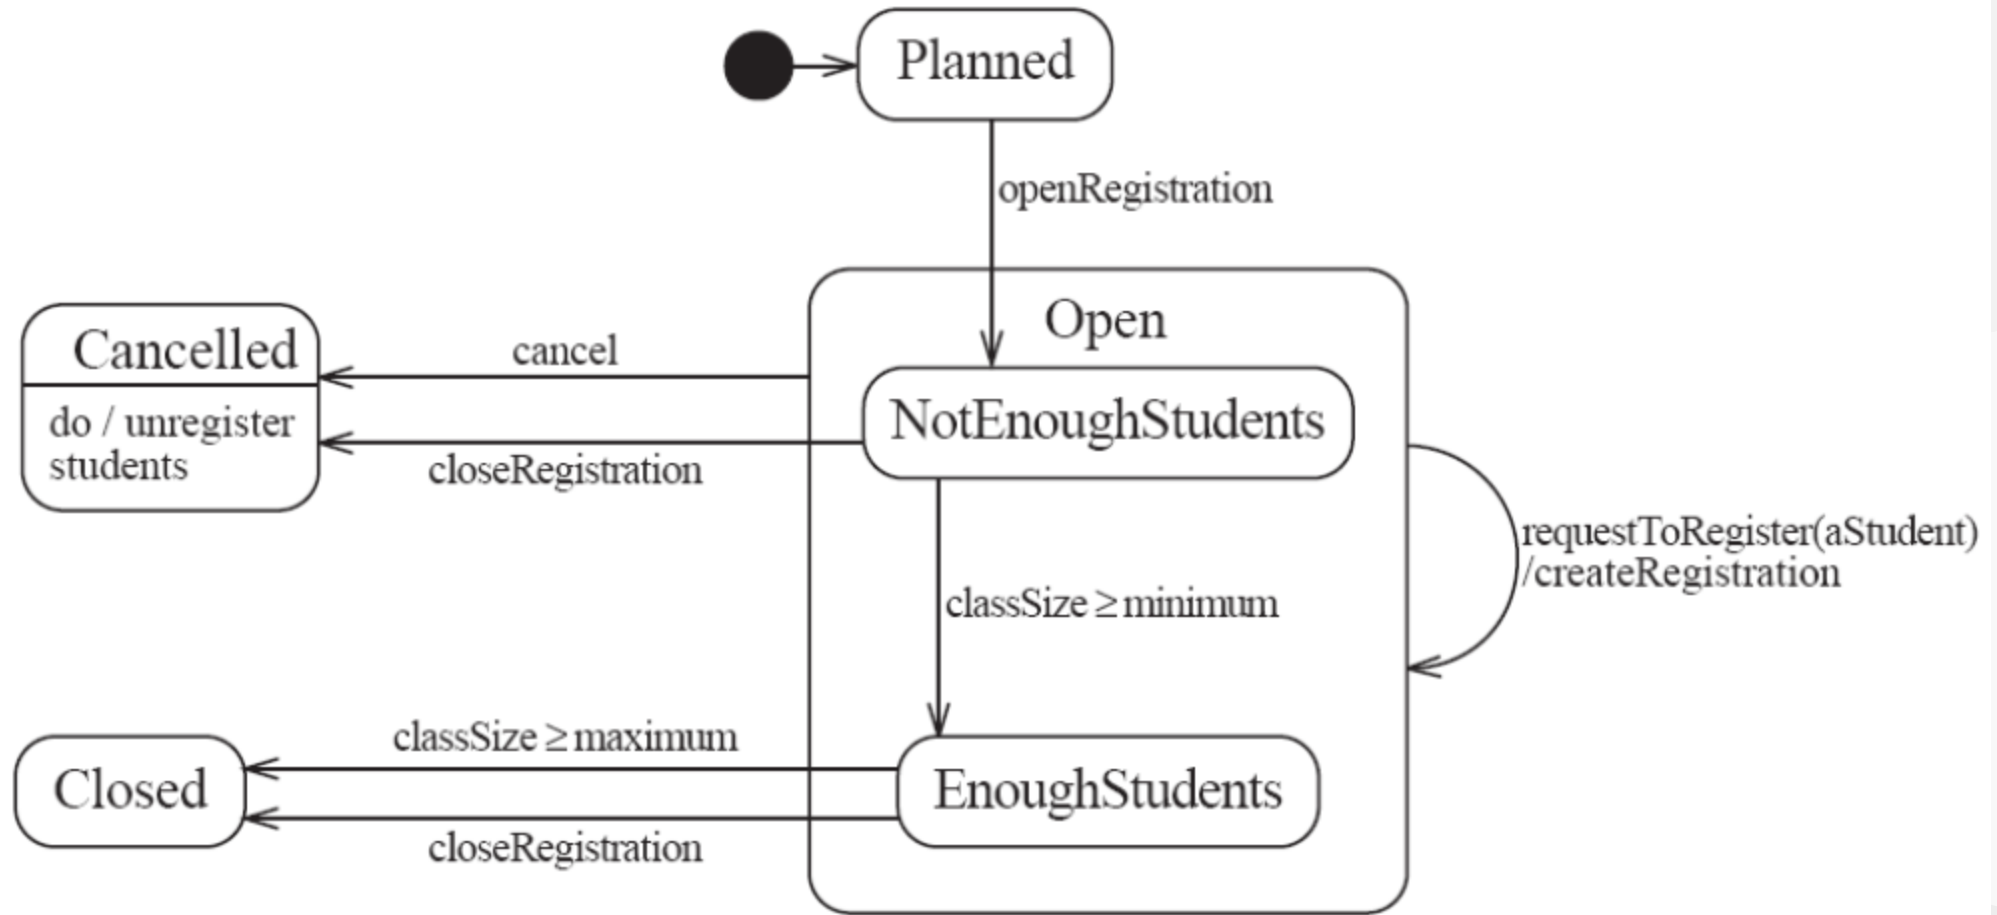 Planned
openRegistration
Open
Cancelled
do / unregister
students
cancel
closeRegistration
NotEnoughStudents
requestToRegister(aStudent)
/createRegistration
classSize ≥ minimum
classSize ≥ maximum
Closed
EnoughStudents
closeRegistration